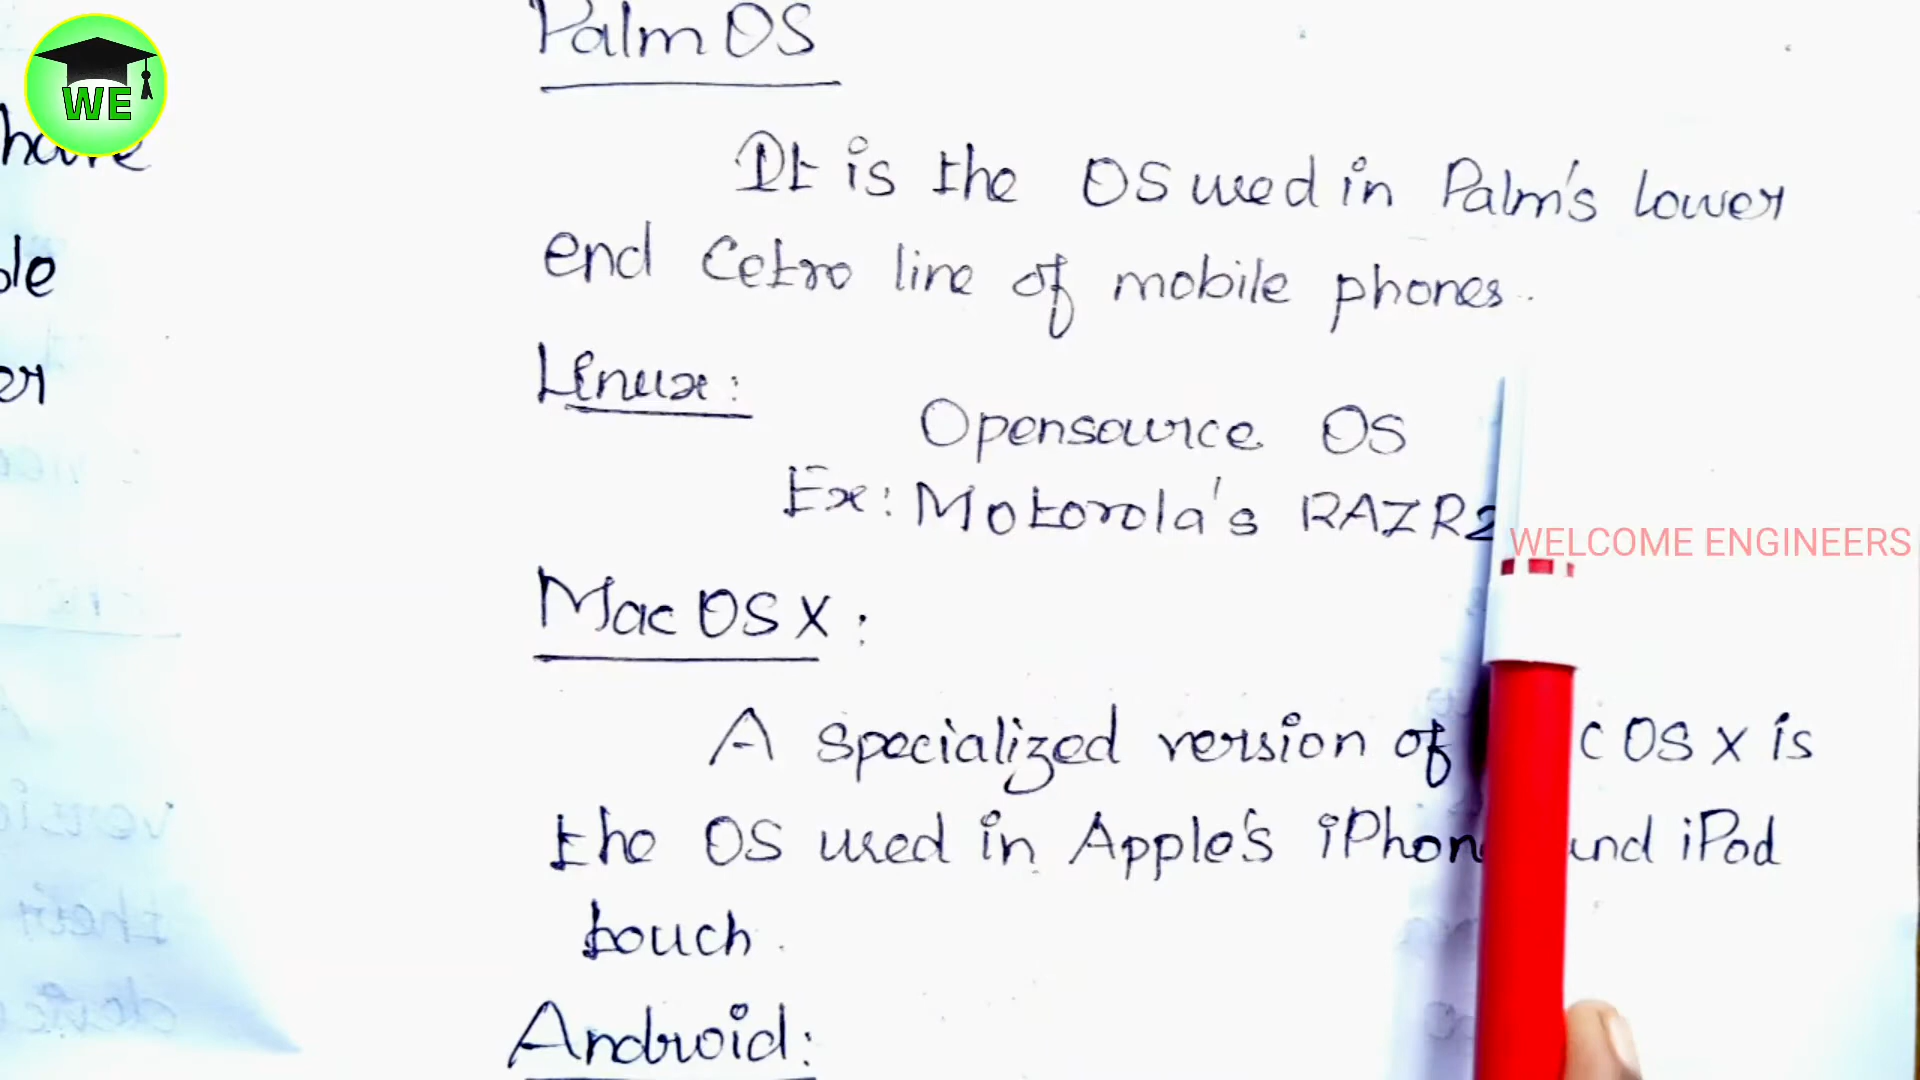 WE
Palm OS
It is the OS used in Palm's lower
end Cetro line of mobile phones.
Linux:
Opensource OS
Ex: Motorola's RAZR2
WELCOME ENGINEERS
Mac OS X:
A specialized version of c OS X is
the OS used in Apple's iPhon and iPod
touch.
Android: